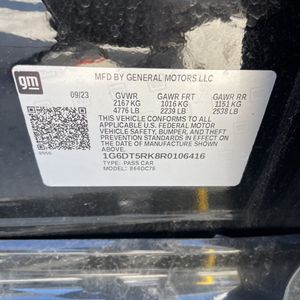 gm
MFD BY GENERAL MOTORS LLC
09/23 GVWR GAWR FRT GAWR RR
2167 KG 1016 KG 1151 KG
4776 LB 2239 LB 2538 LB
THIS VEHICLE CONFORMS TO ALL
APPLICABLE U.S. FEDERAL MOTOR
VEHICLE SAFETY, BUMPER, AND THEFT
PREVENTION STANDARDS IN EFFECT ON THE
DATE OF MANUFACTURE SHOWN ABOVE.
1G6DT5RK8R0106416
TYPE: PASS CAR
MODEL: